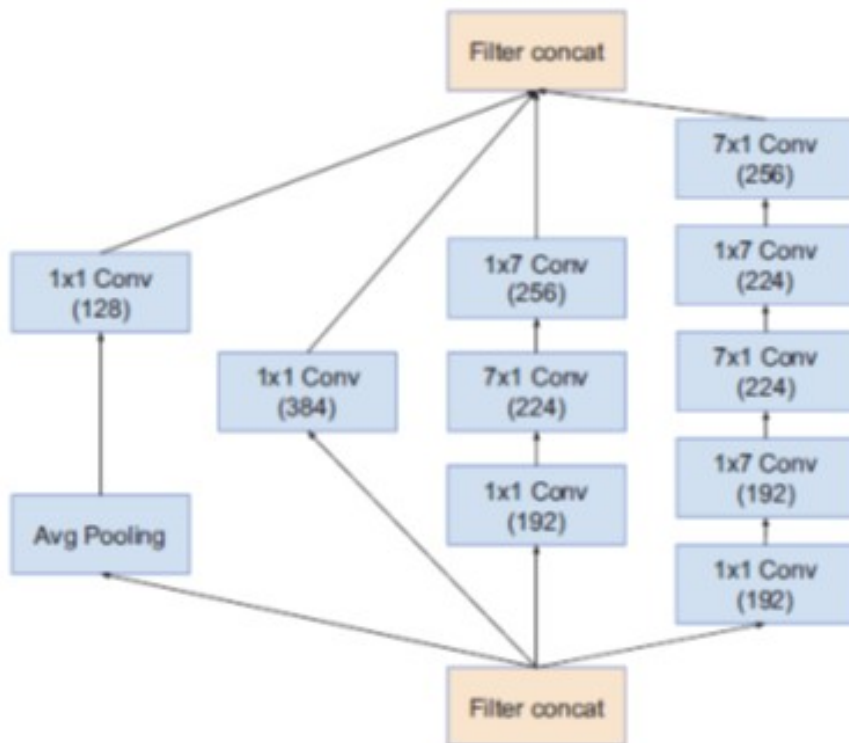 Filter concat
7x1 Conv
(256)
1x1 Conv
(128)
1x7 Conv
(256)
1x7 Conv
(224)
1x1 Conv
(384)
7x1 Conv
(224)
7x1 Conv
(224)
Avg Pooling
1x1 Conv
(192)
1x7 Conv
(192)
1x1 Conv
(192)
Filter concat